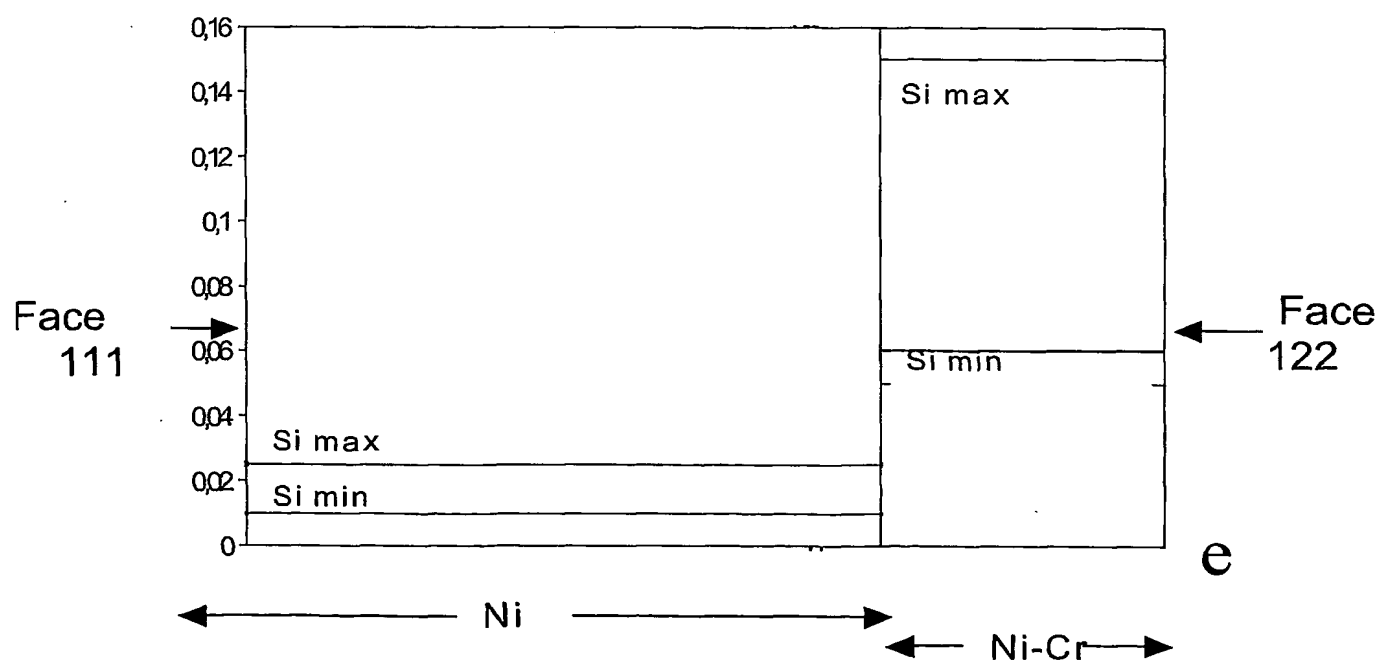 0,16
0,14
0,12
0,1
0,08
0,06
0,04
0,02
0
Face
111
Si max
Si min
Si max
Si min
Face
122
e
Ni
Ni-Cr